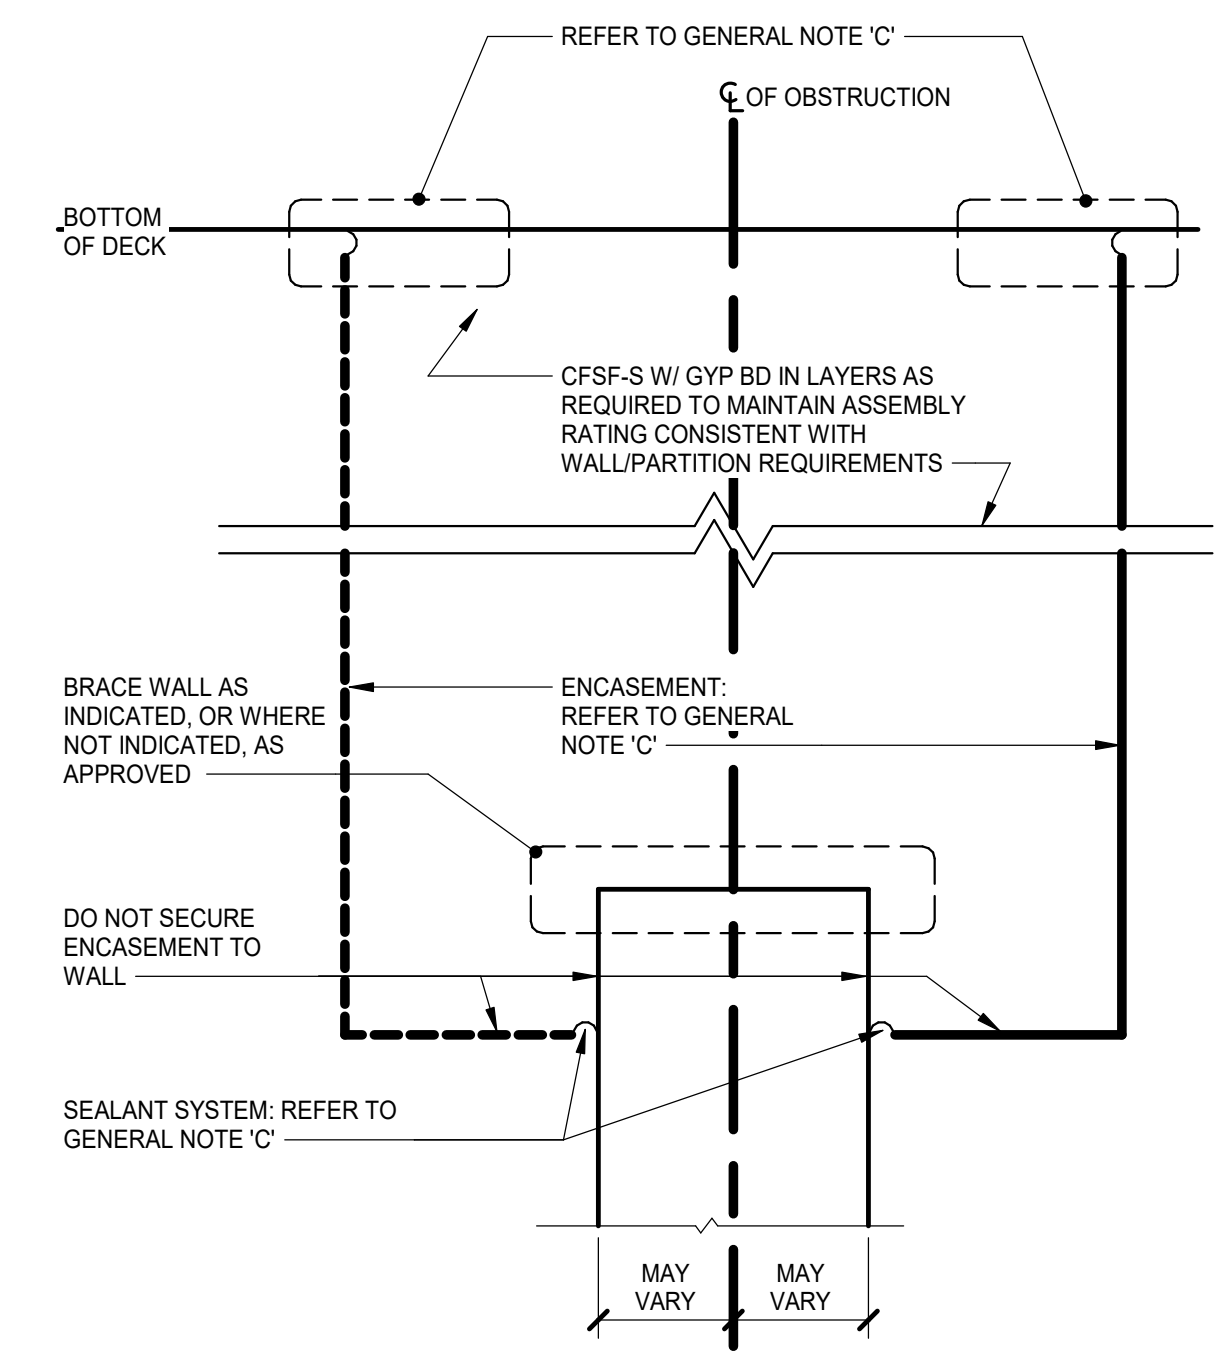 REFER TO GENERAL NOTE 'C'
℄ OF OBSTRUCTION
BOTTOM
OF DECK
CFSF-S W/ GYP BD IN LAYERS AS
REQUIRED TO MAINTAIN ASSEMBLY
RATING CONSISTENT WITH
WALL/PARTITION REQUIREMENTS
BRACE WALL AS
INDICATED, OR WHERE
NOT INDICATED, AS
APPROVED
ENCASEMENT:
REFER TO GENERAL
NOTE 'C'
DO NOT SECURE
ENCASEMENT TO
WALL
SEALANT SYSTEM: REFER TO
GENERAL NOTE 'C'
MAY
VARY
MAY
VARY